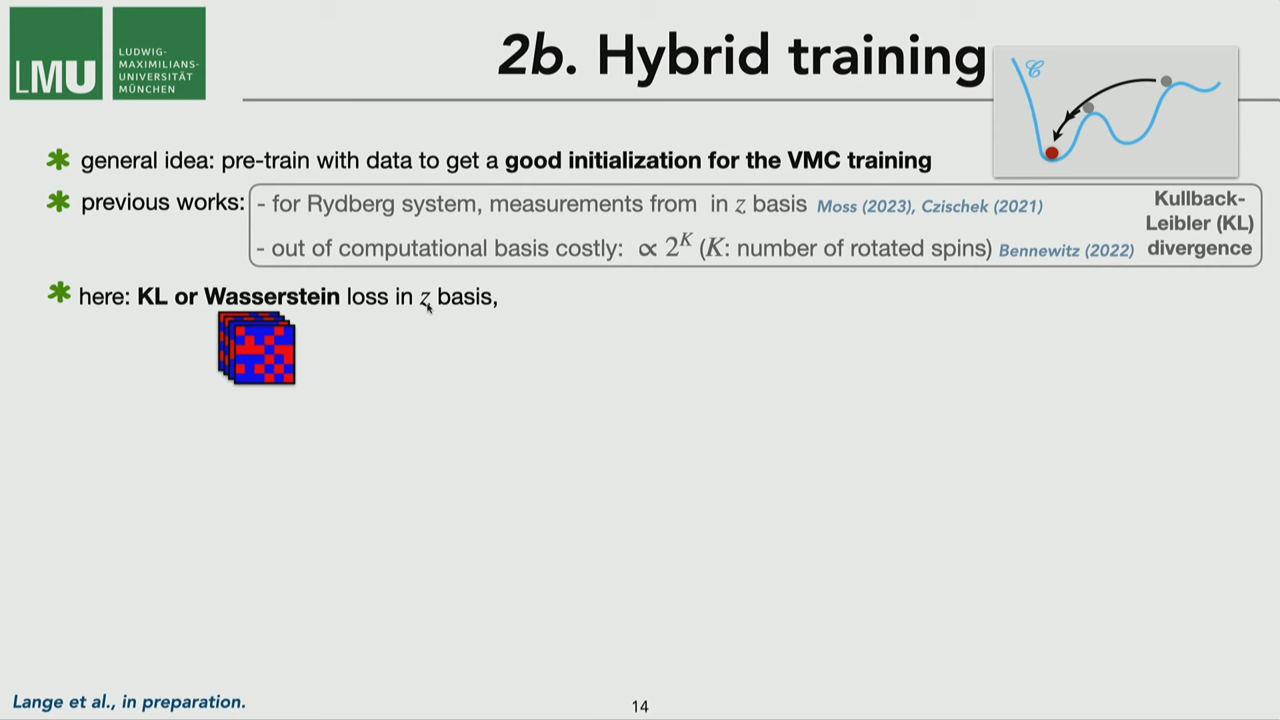 LMU
LUDWIG-
MAXIMILIANS-
UNIVERSITÄT
MÜNCHEN
2b. Hybrid training
𝒞
✱ general idea: pre-train with data to get a good initialization for the VMC training
✱ previous works:
- for Rydberg system, measurements from in z basis Moss (2023), Czischek (2021)
- out of computational basis costly: ∝ 2^K (K: number of rotated spins) Bennewitz (2022)
Kullback-
Leibler (KL)
divergence
✱ here: KL or Wasserstein loss in z basis,
Lange et al., in preparation.
14